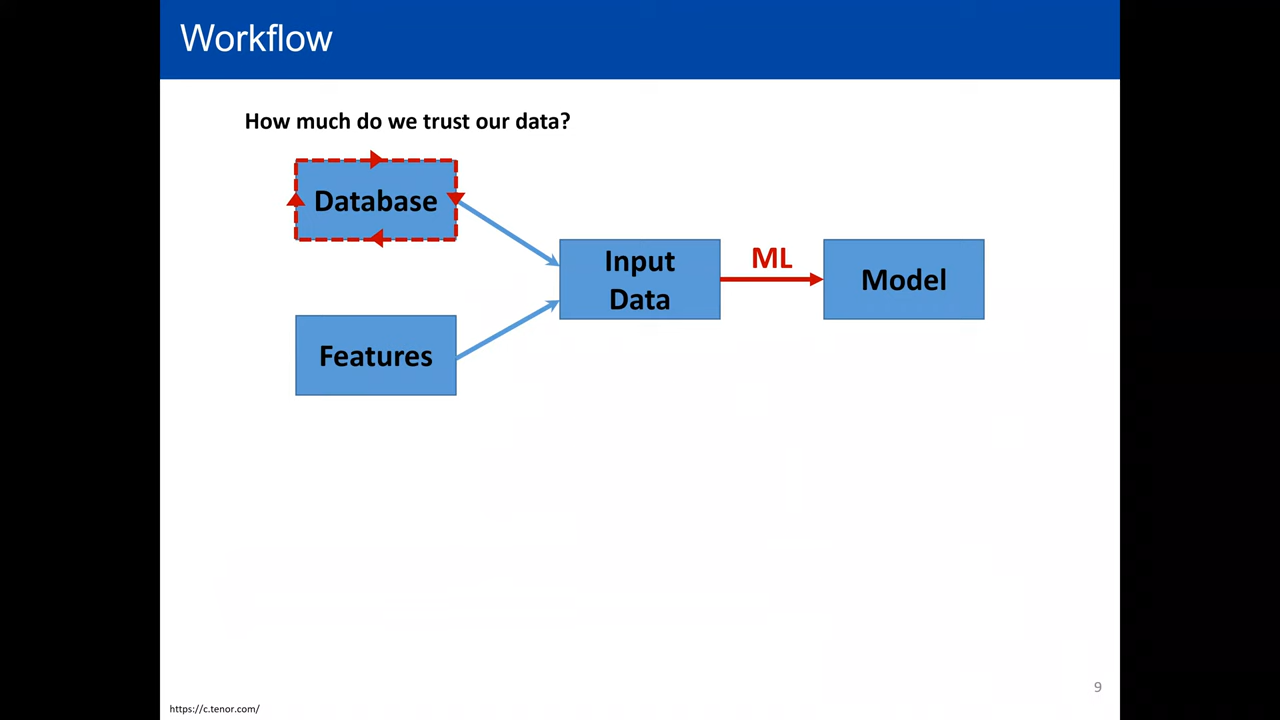 Workflow
How much do we trust our data?
Database
Input
Data
ML
Model
Features
9
https://c.tenor.com/